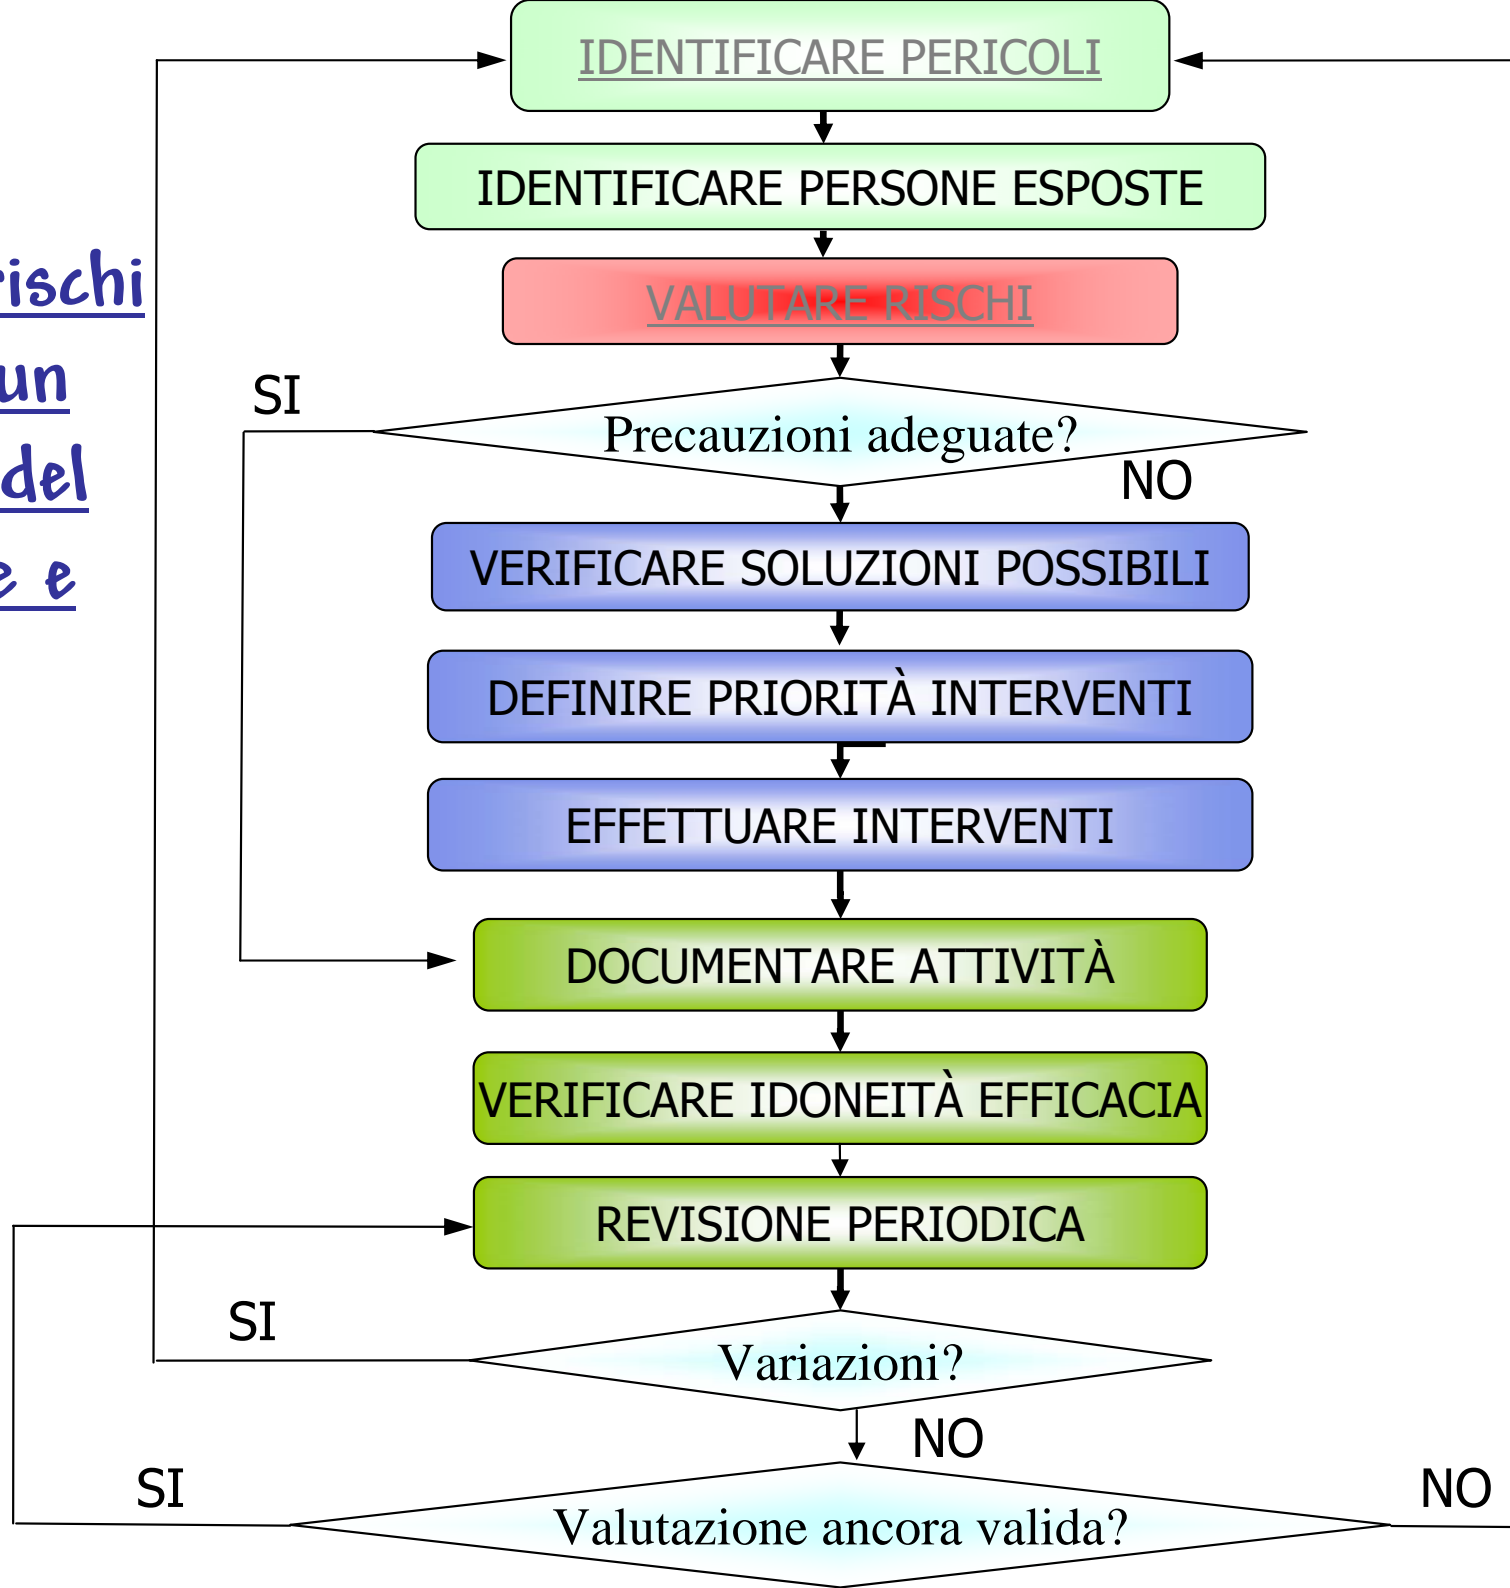 IDENTIFICARE PERICOLI
IDENTIFICARE PERSONE ESPOSTE
rischi
VALUTARE RISCHI
un
SI
Precauzioni adeguate?
del
NO
VERIFICARE SOLUZIONI POSSIBILI
e e
DEFINIRE PRIORITÀ INTERVENTI
EFFETTUARE INTERVENTI
DOCUMENTARE ATTIVITÀ
VERIFICARE IDONEITÀ EFFICACIA
REVISIONE PERIODICA
SI
Variazioni?
NO
SI
NO
Valutazione ancora valida?